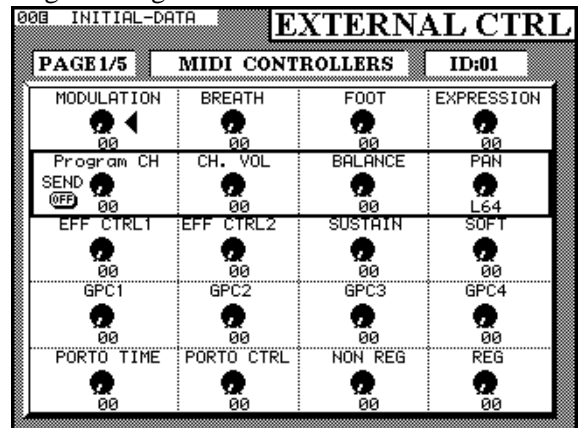 00▯ INITIAL-DATA
EXTERNAL CTRL
PAGE1/5 MIDI CONTROLLERS ID:01
MODULATION BREATH FOOT EXPRESSION
00 00 00 00
Program CH CH. VOL BALANCE PAN
SEND
OFF
00 00 00 L64
EFF CTRL1 EFF CTRL2 SUSTAIN SOFT
00 00 00 00
GPC1 GPC2 GPC3 GPC4
00 00 00 00
PORTO TIME PORTO CTRL NON REG REG
00 00 00 00